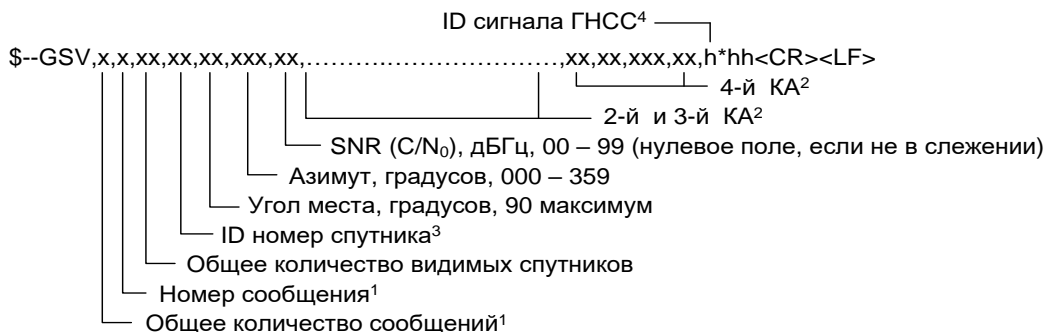 ID сигнала ГНСС⁴
$--GSV,x,x,xx,xx,xx,xxx,xx,………..……………………,xx,xx,xxx,xx,h*hh<CR><LF>
4-й КА²
2-й и 3-й КА²
SNR (C/N₀), дБГц, 00 – 99 (нулевое поле, если не в слежении)
Азимут, градусов, 000 – 359
Угол места, градусов, 90 максимум
ID номер спутника³
Общее количество видимых спутников
Номер сообщения¹
Общее количество сообщений¹